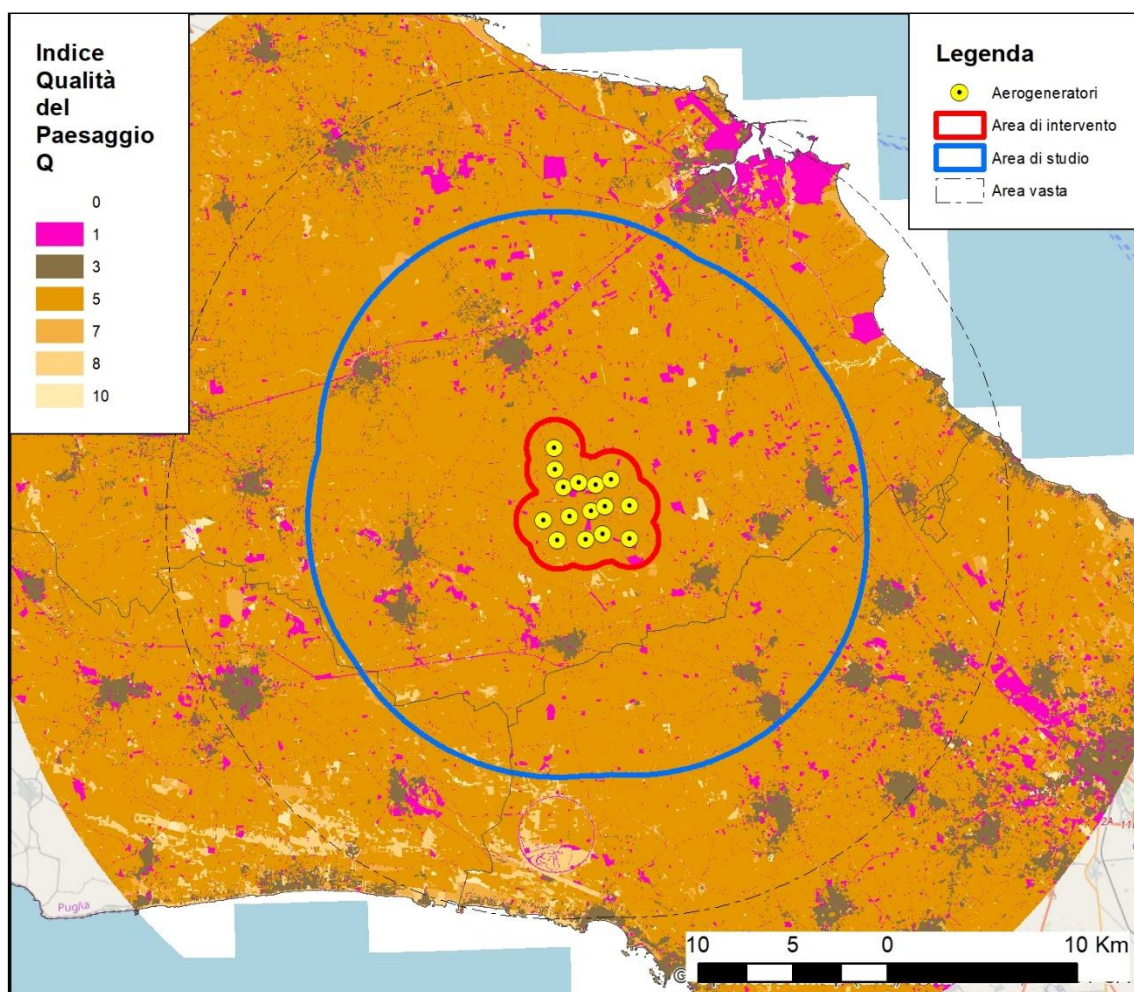 Indice
Qualità
del
Paesaggio
Q
0
1
3
5
7
8
10
Legenda
Aerogeneratori
Area di intervento
Area di studio
Area vasta
Puglia
10 5 0 10 Km